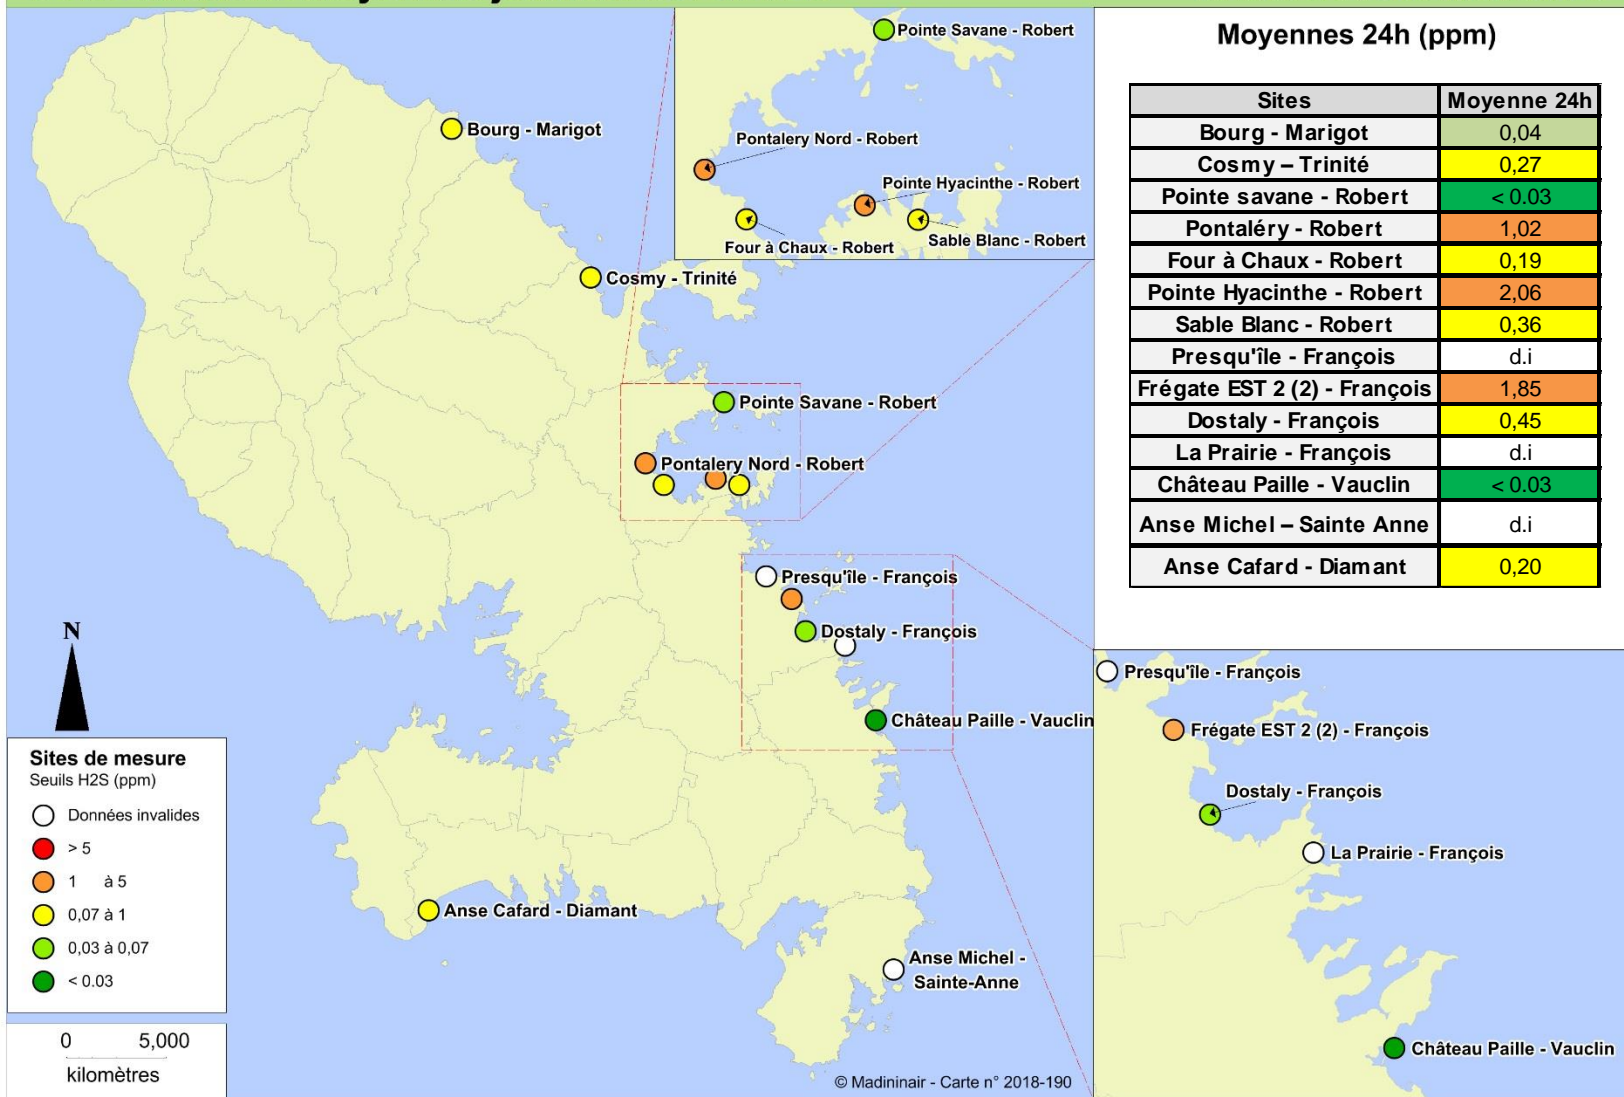 Pointe Savane - Robert
Pontalery Nord - Robert
Pointe Hyacinthe - Robert
Four à Chaux - Robert
Sable Blanc - Robert
Bourg - Marigot
Cosmy - Trinité
Pointe Savane - Robert
Pontalery Nord - Robert
Presqu'île - François
Dostaly - François
Château Paille - Vauclin
Anse Cafard - Diamant
Anse Michel -
Sainte-Anne
N
Sites de mesure
Seuils H2S (ppm)
Données invalides
> 5
1 à 5
0,07 à 1
0,03 à 0,07
< 0.03
0 5,000
kilomètres
© Madininair - Carte n° 2018-190
Moyennes 24h (ppm)
Sites Moyenne 24h
Bourg - Marigot 0,04
Cosmy – Trinité 0,27
Pointe savane - Robert < 0.03
Pontaléry - Robert 1,02
Four à Chaux - Robert 0,19
Pointe Hyacinthe - Robert 2,06
Sable Blanc - Robert 0,36
Presqu'île - François d.i
Frégate EST 2 (2) - François 1,85
Dostaly - François 0,45
La Prairie - François d.i
Château Paille - Vauclin < 0.03
Anse Michel – Sainte Anne d.i
Anse Cafard - Diamant 0,20
Presqu'île - François
Frégate EST 2 (2) - François
Dostaly - François
La Prairie - François
Château Paille - Vauclin